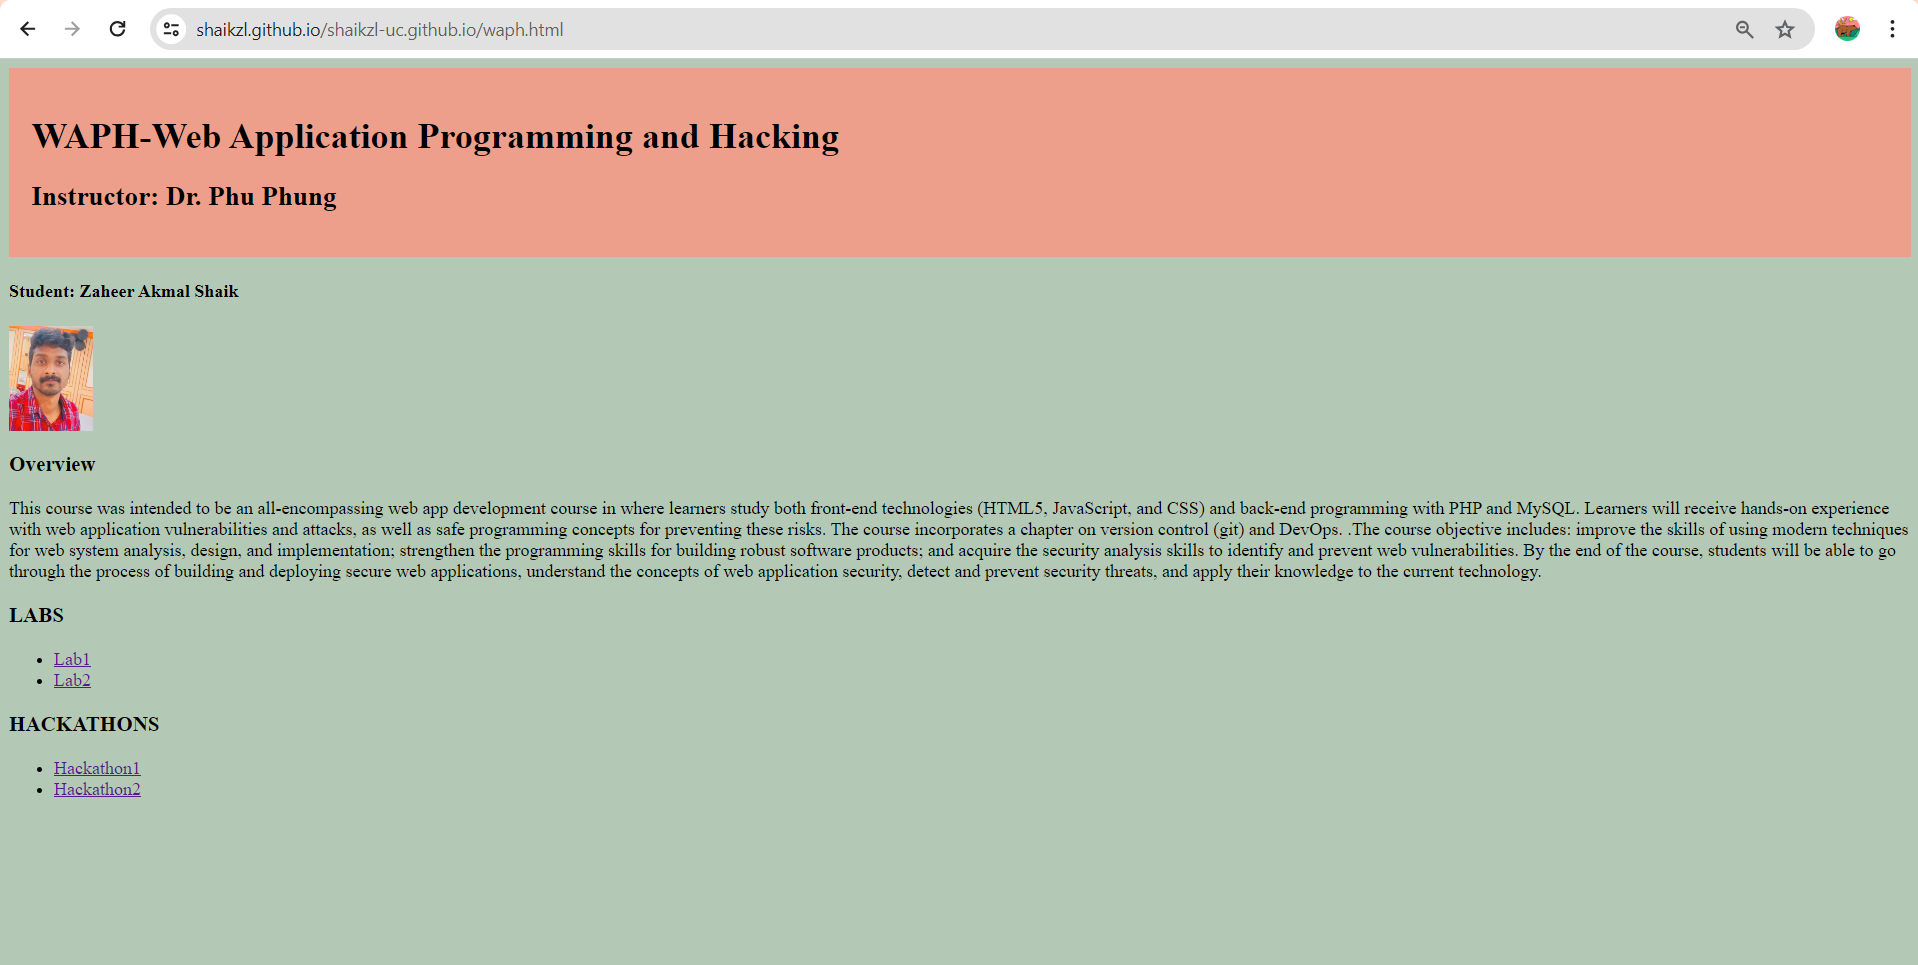 shaikzl.github.io/shaikzl-uc.github.io/waph.html
WAPH-Web Application Programming and Hacking
Instructor: Dr. Phu Phung
Student: Zaheer Akmal Shaik
Overview
This course was intended to be an all-encompassing web app development course in where learners study both front-end technologies (HTML5, JavaScript, and CSS) and back-end programming with PHP and MySQL. Learners will receive hands-on experience
with web application vulnerabilities and attacks, as well as safe programming concepts for preventing these risks. The course incorporates a chapter on version control (git) and DevOps. .The course objective includes: improve the skills of using modern techniques
for web system analysis, design, and implementation; strengthen the programming skills for building robust software products; and acquire the security analysis skills to identify and prevent web vulnerabilities. By the end of the course, students will be able to go
through the process of building and deploying secure web applications, understand the concepts of web application security, detect and prevent security threats, and apply their knowledge to the current technology.
LABS
• Lab1
• Lab2
HACKATHONS
• Hackathon1
• Hackathon2